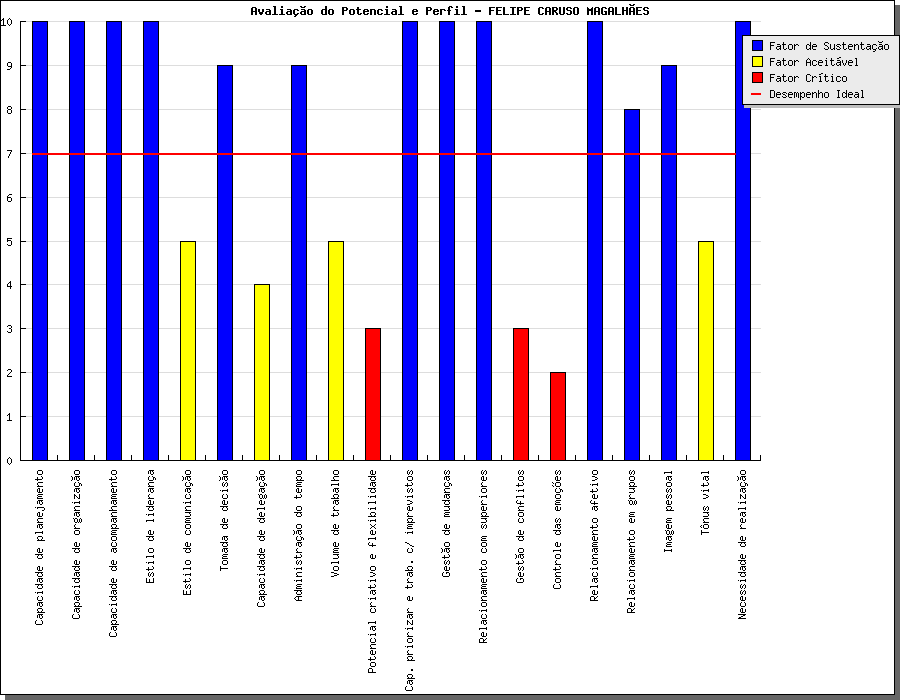 Avaliação do Potencial e Perfil - FELIPE CARUSO MAGALHÃES
Fator de Sustentação
Fator Aceitável
Fator Crítico
Desempenho Ideal
10
9
8
7
6
5
4
3
2
1
0
Capacidade de planejamento
Capacidade de organização
Capacidade de acompanhamento
Estilo de liderança
Estilo de comunicação
Tomada de decisão
Capacidade de delegação
Administração do tempo
Volume de trabalho
Potencial criativo e flexibilidade
Cap. priorizar e trab. c/ imprevistos
Gestão de mudanças
Relacionamento com superiores
Gestão de conflitos
Controle das emoções
Relacionamento afetivo
Relacionamento em grupos
Imagem pessoal
Tônus vital
Necessidade de realização